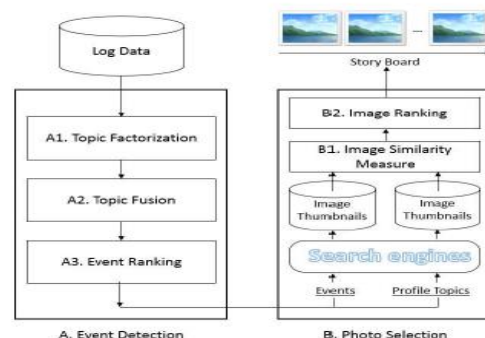 Log Data
A1. Topic Factorization
A2. Topic Fusion
A3. Event Ranking
A. Event Detection
Story Board
B2. Image Ranking
B1. Image Similarity
Measure
Image
Thumbnails
Image
Thumbnails
Search engines
Events
Profile Topics
B. Photo Selection